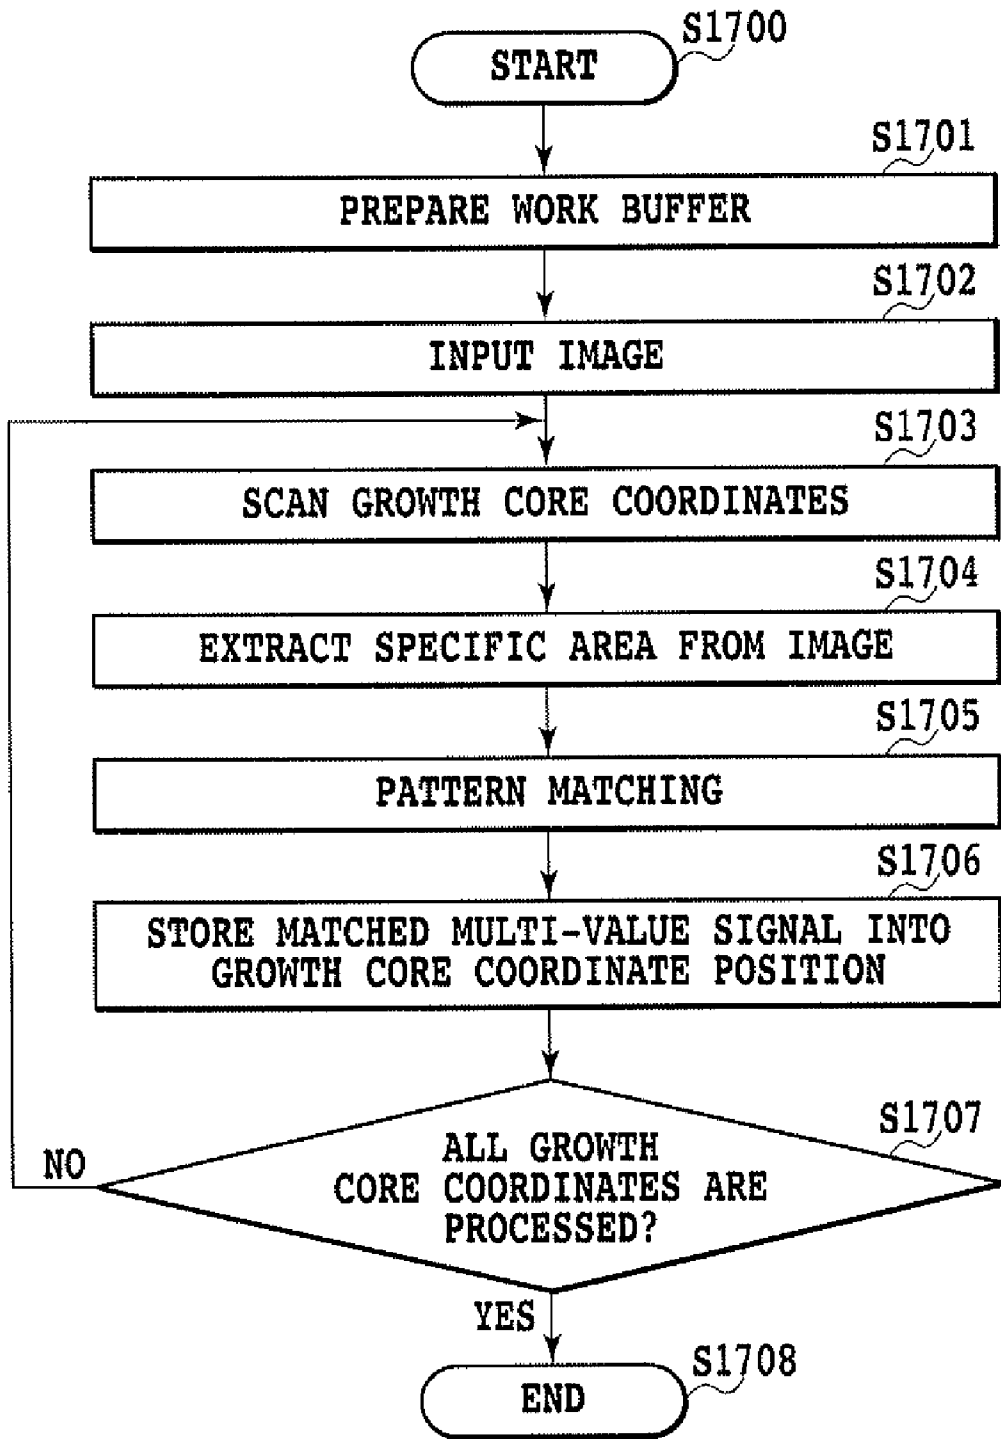 S1700
START
S1701
PREPARE WORK BUFFER
S1702
INPUT IMAGE
S1703
SCAN GROWTH CORE COORDINATES
S1704
EXTRACT SPECIFIC AREA FROM IMAGE
S1705
PATTERN MATCHING
S1706
STORE MATCHED MULTI-VALUE SIGNAL INTO
GROWTH CORE COORDINATE POSITION
S1707
ALL GROWTH
CORE COORDINATES ARE
PROCESSED?
NO
YES
S1708
END